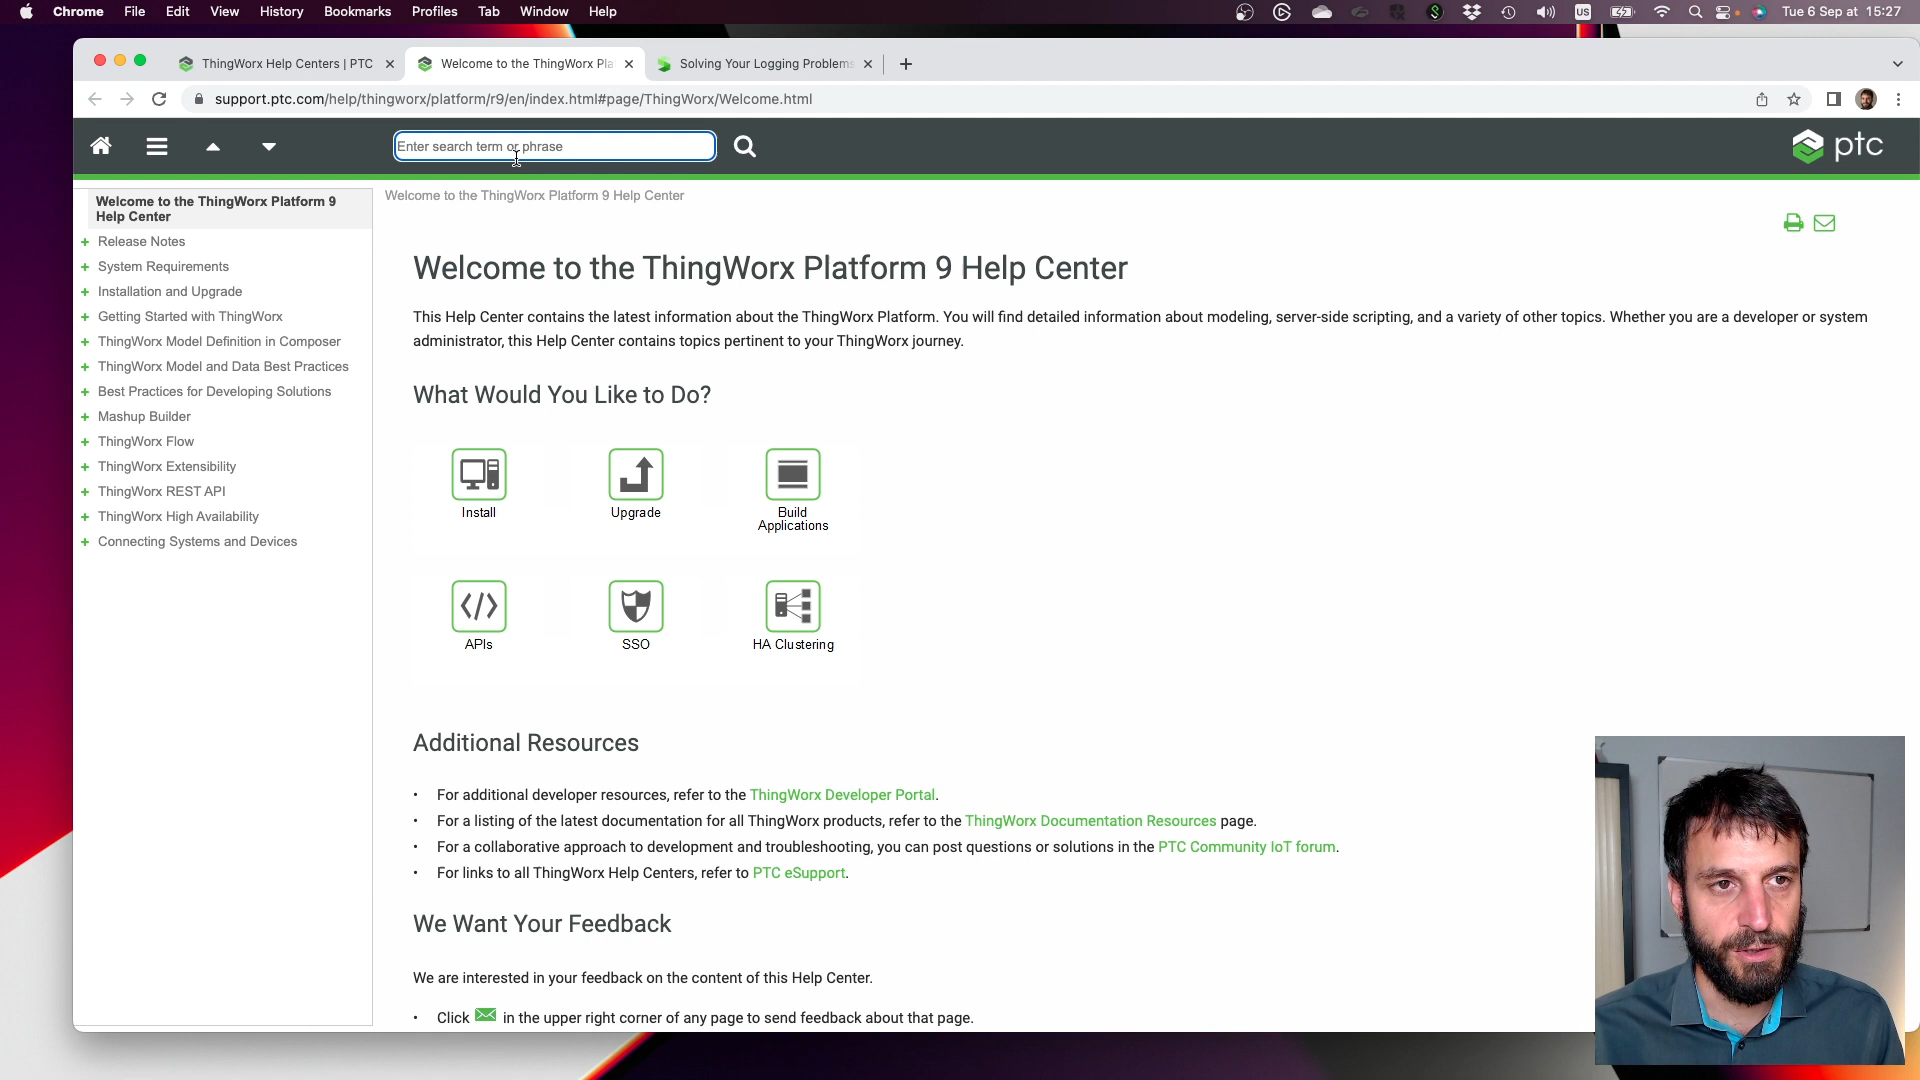 Chrome File Edit View History Bookmarks Profiles Tab Window Help US Tue 6 Sep at 15:27
ThingWorx Help Centers | PTC Welcome to the ThingWorx Pla Solving Your Logging Problems
support.ptc.com/help/thingworx/platform/r9/en/index.html#page/ThingWorx/Welcome.html
Enter search term or phrase
ptc
Welcome to the ThingWorx Platform 9
Help Center
+ Release Notes
+ System Requirements
+ Installation and Upgrade
+ Getting Started with ThingWorx
+ ThingWorx Model Definition in Composer
+ ThingWorx Model and Data Best Practices
+ Best Practices for Developing Solutions
+ Mashup Builder
+ ThingWorx Flow
+ ThingWorx Extensibility
+ ThingWorx REST API
+ ThingWorx High Availability
+ Connecting Systems and Devices
Welcome to the ThingWorx Platform 9 Help Center
Welcome to the ThingWorx Platform 9 Help Center
This Help Center contains the latest information about the ThingWorx Platform. You will find detailed information about modeling, server-side scripting, and a variety of other topics. Whether you are a developer or system
administrator, this Help Center contains topics pertinent to your ThingWorx journey.
What Would You Like to Do?
Install
Upgrade
Build
Applications
APIs
SSO
HA Clustering
Additional Resources
• For additional developer resources, refer to the ThingWorx Developer Portal.
• For a listing of the latest documentation for all ThingWorx products, refer to the ThingWorx Documentation Resources page.
• For a collaborative approach to development and troubleshooting, you can post questions or solutions in the PTC Community IoT forum.
• For links to all ThingWorx Help Centers, refer to PTC eSupport.
We Want Your Feedback
We are interested in your feedback on the content of this Help Center.
• Click in the upper right corner of any page to send feedback about that page.